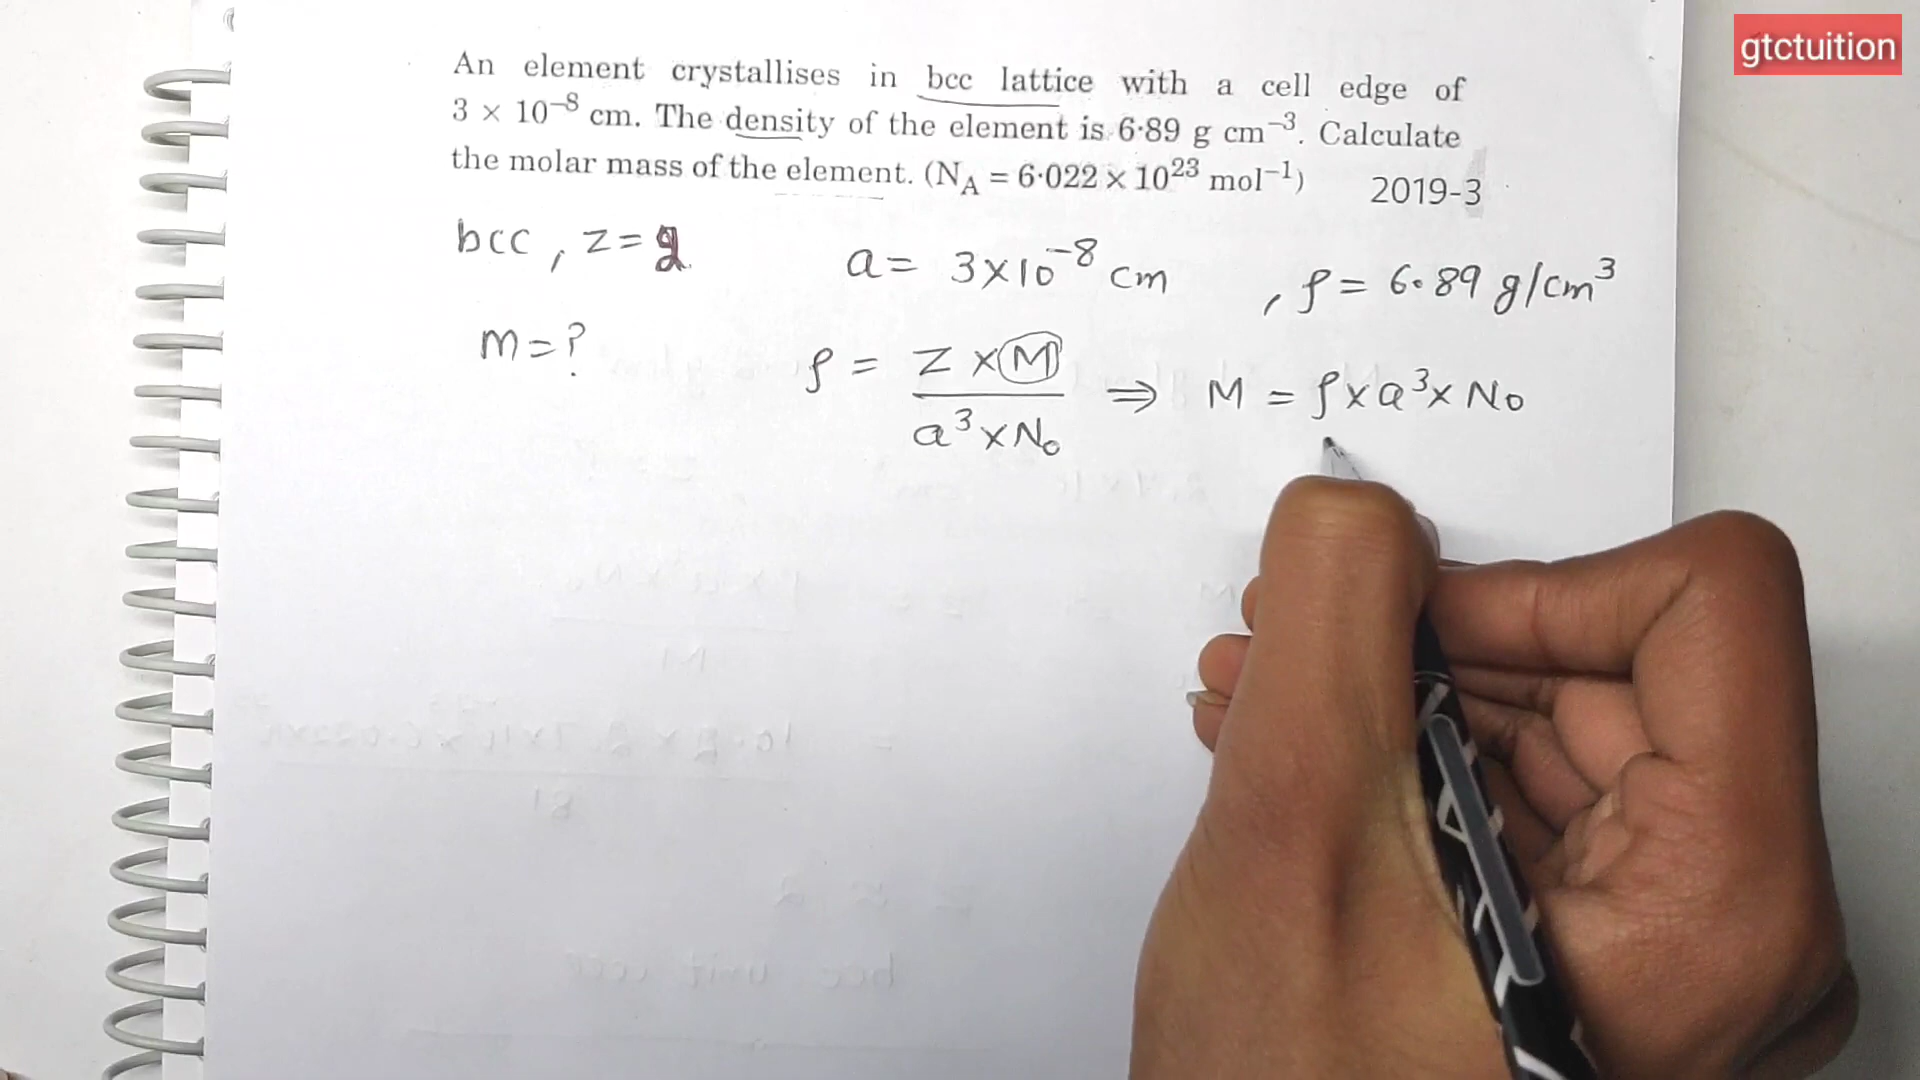 gtctuition
An element crystallises in bcc lattice with a cell edge of
3 × 10⁻⁸ cm. The density of the element is 6·89 g cm⁻³. Calculate
the molar mass of the element. (N_A = 6·022 × 10²³ mol⁻¹) 2019-3
bcc, z = 2 a = 3×10⁻⁸ cm , ρ = 6.89 g/cm³
m = ? ρ = Z × M / a³ × N₀ ⇒ M = ρ × a³ × N₀